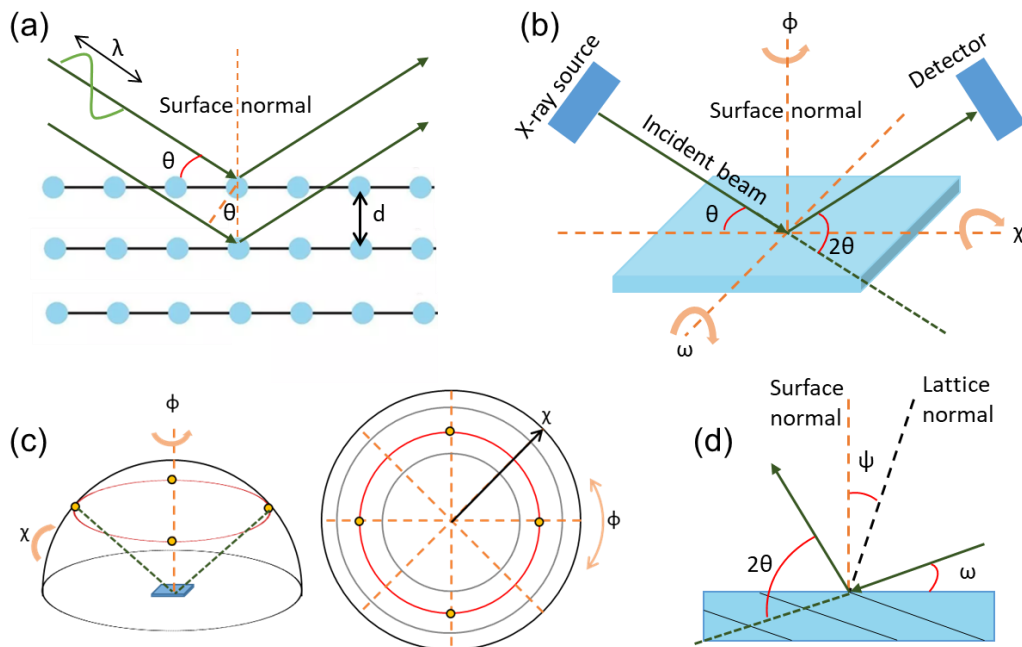 (a)
λ
Surface normal
θ
θ
d
(b)
ϕ
X-ray source
Detector
Surface normal
Incident beam
θ
2θ
χ
ω
(c)
ϕ
χ
χ
ϕ
(d)
Surface
normal
Lattice
normal
ψ
2θ
ω